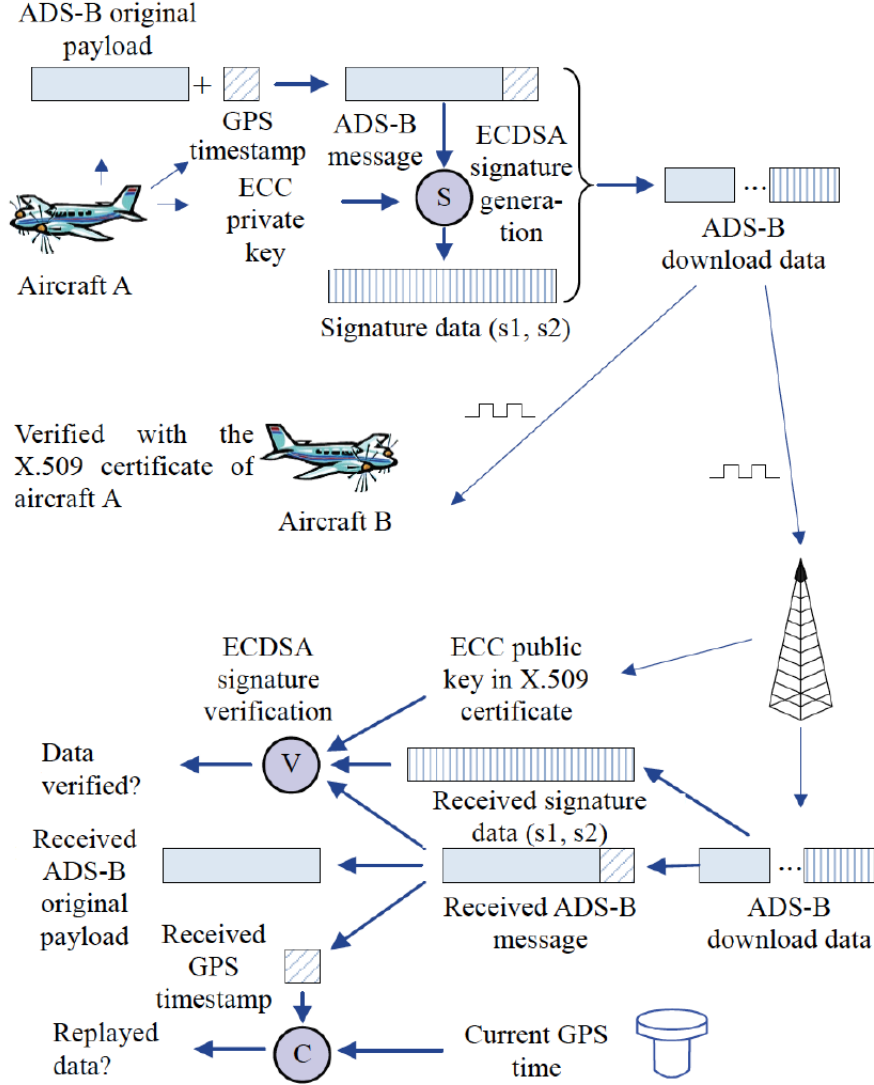 ADS-B original
payload
+
GPS
timestamp
ADS-B
message
ECDSA
signature
genera-
tion
ECC
private
key
S
...
Aircraft A
ADS-B
download data
Signature data (s1, s2)
Verified with the
X.509 certificate of
aircraft A
Aircraft B
ECDSA
signature
verification
ECC public
key in X.509
certificate
Data
verified?
V
Received signature
data (s1, s2)
Received
ADS-B
original
payload
...
Received ADS-B
message
ADS-B
download data
Received
GPS
timestamp
Replayed
data?
C
Current GPS
time